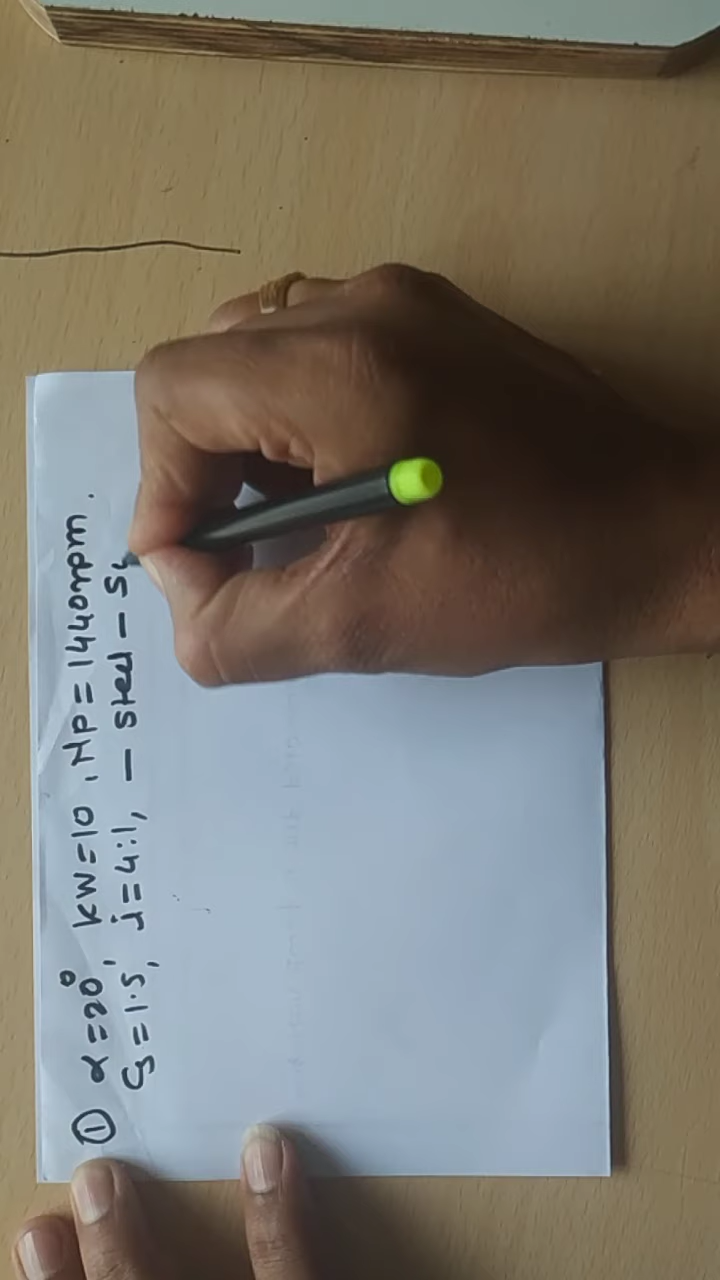 ① α=20°, kW=10, Np=1440rpm.
Cs=1.5, i=4:1, – steel – S